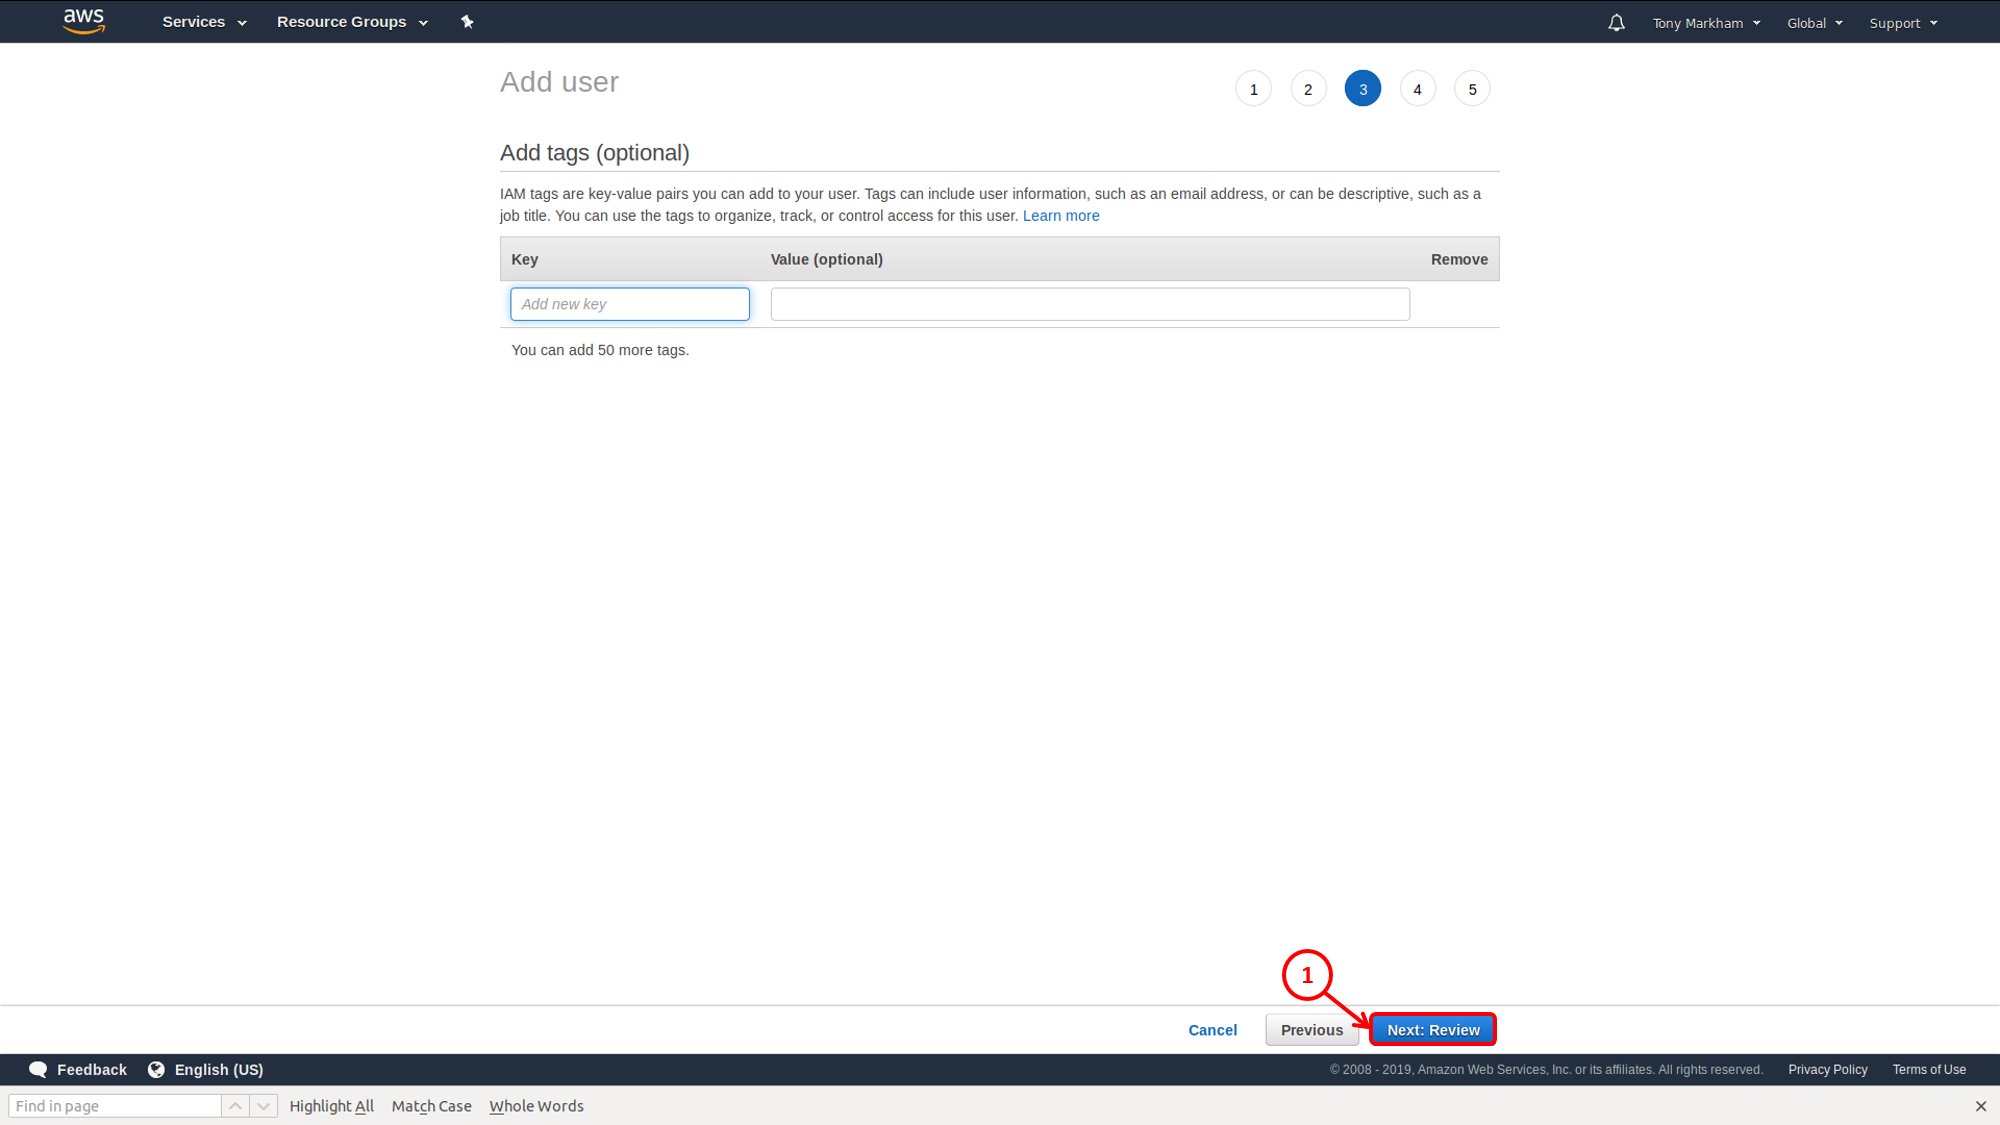 aws Services Resource Groups Tony Markham Global Support
Add user 1 2 3 4 5
Add tags (optional)
IAM tags are key-value pairs you can add to your user. Tags can include user information, such as an email address, or can be descriptive, such as a
job title. You can use the tags to organize, track, or control access for this user. Learn more
Key Value (optional) Remove
Add new key
You can add 50 more tags.
1
Cancel Previous Next: Review
Feedback English (US) © 2008 - 2019, Amazon Web Services, Inc. or its affiliates. All rights reserved. Privacy Policy Terms of Use
Find in page Highlight All Match Case Whole Words